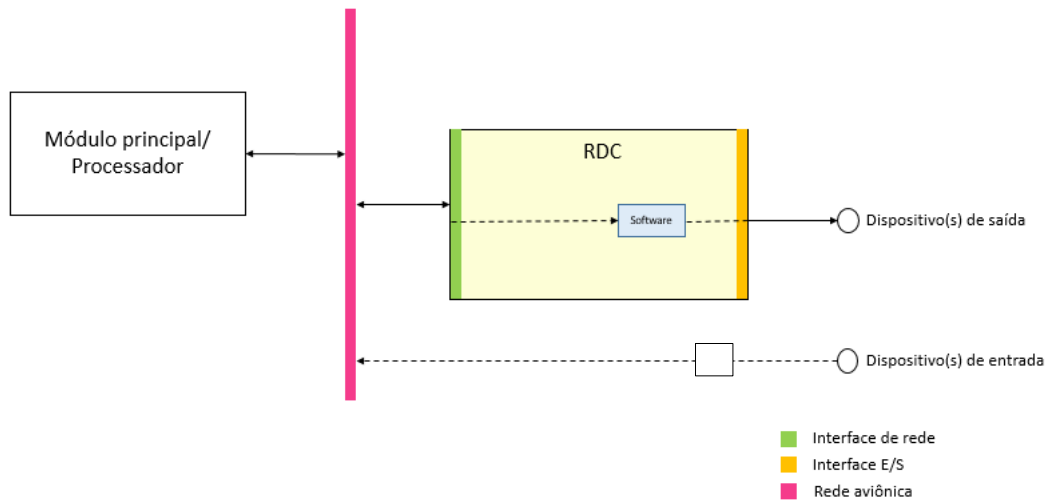 Módulo principal/
Processador
RDC
Software
Dispositivo(s) de saída
Dispositivo(s) de entrada
Interface de rede
Interface E/S
Rede aviônica